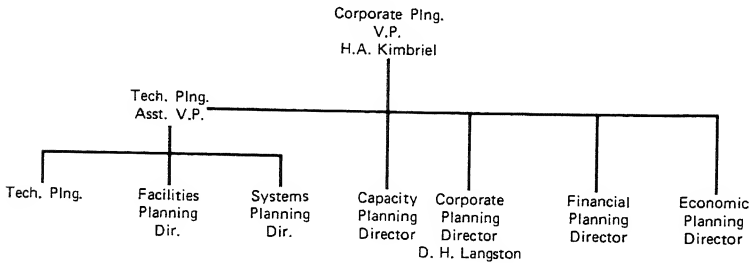 Corporate Plng.
V.P.
H.A. Kimbriel
Tech. Plng.
Asst. V.P.
Tech. Plng.
Facilities
Planning
Dir.
Systems
Planning
Dir.
Capacity
Planning
Director
Corporate
Planning
Director
D. H. Langston
Financial
Planning
Director
Economic
Planning
Director